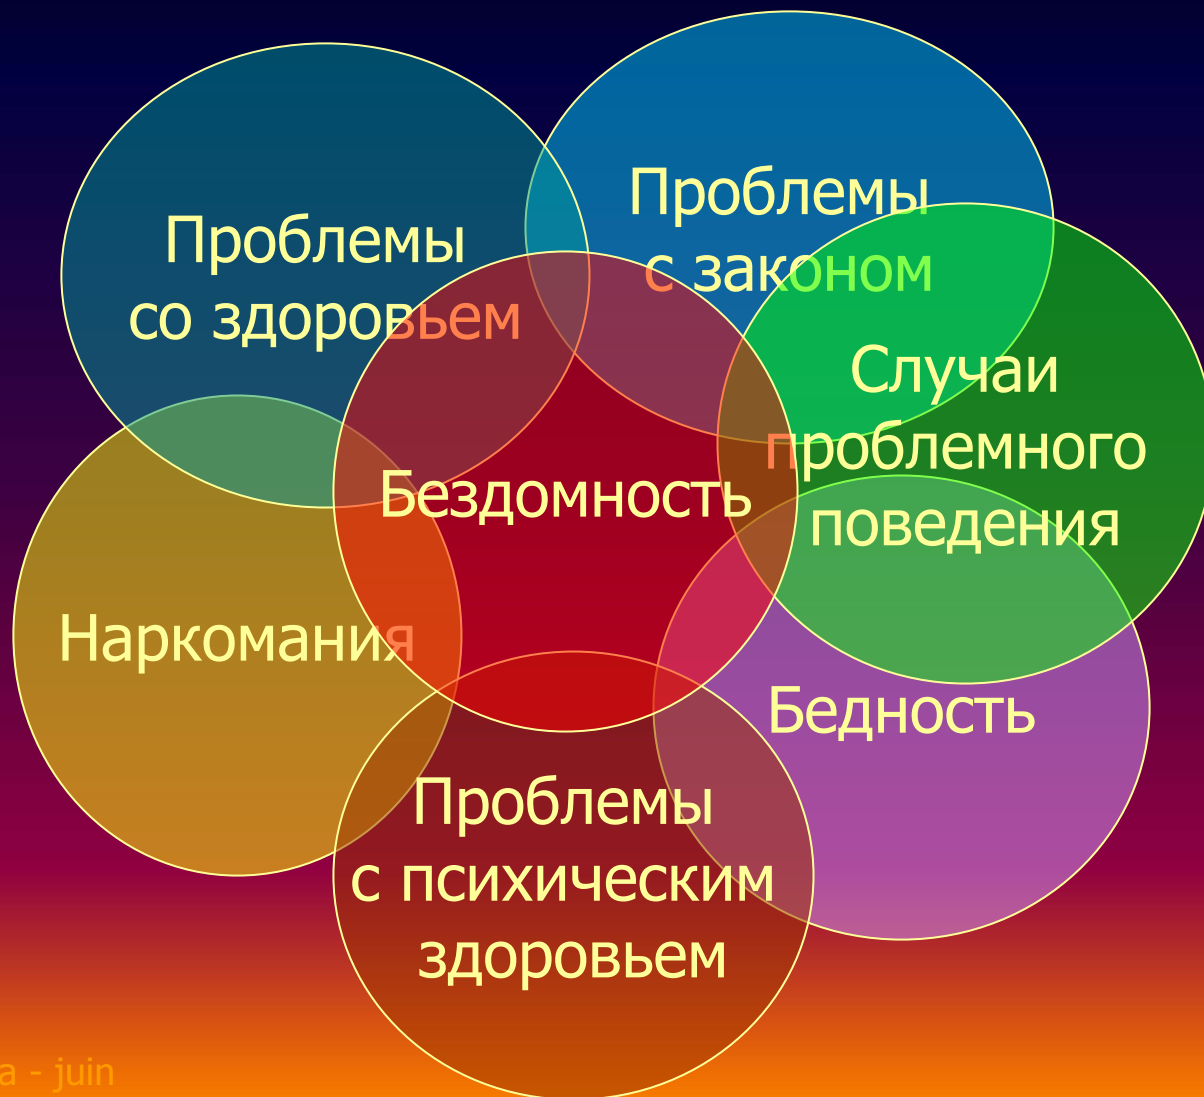 Проблемы
со здоровьем
Проблемы
с законом
Случаи
проблемного
поведения
Бездомность
Наркомания
Бедность
Проблемы
с психическим
здоровьем
- juin